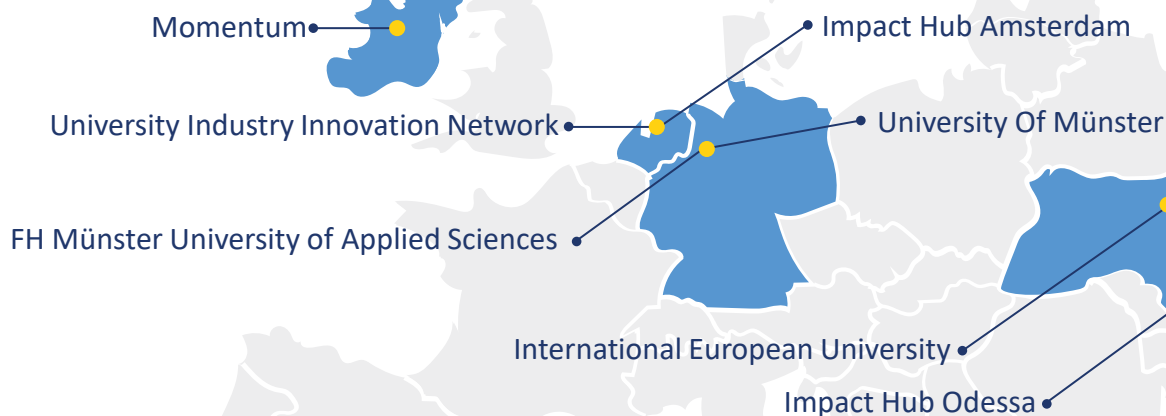 Momentum
Impact Hub Amsterdam
University Industry Innovation Network
University Of Münster
FH Münster University of Applied Sciences
International European University
Impact Hub Odessa